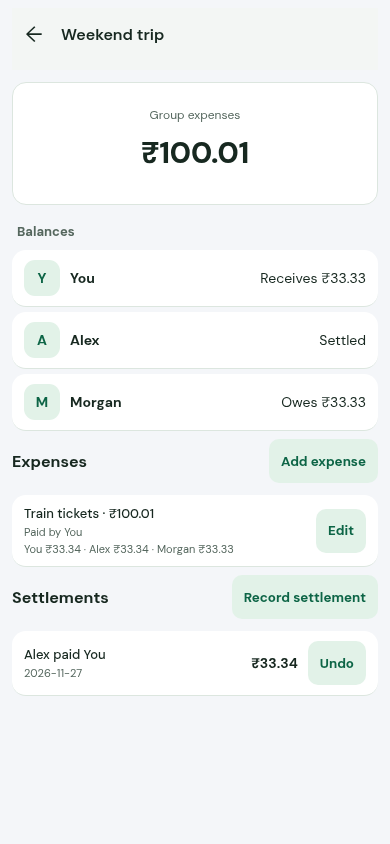 Weekend trip
Group expenses
₹100.01
Balances
Y You Receives ₹33.33
A Alex Settled
M Morgan Owes ₹33.33
Expenses Add expense
Train tickets · ₹100.01
Paid by You
You ₹33.34 · Alex ₹33.34 · Morgan ₹33.33
Edit
Settlements Record settlement
Alex paid You
2026-11-27
₹33.34 Undo